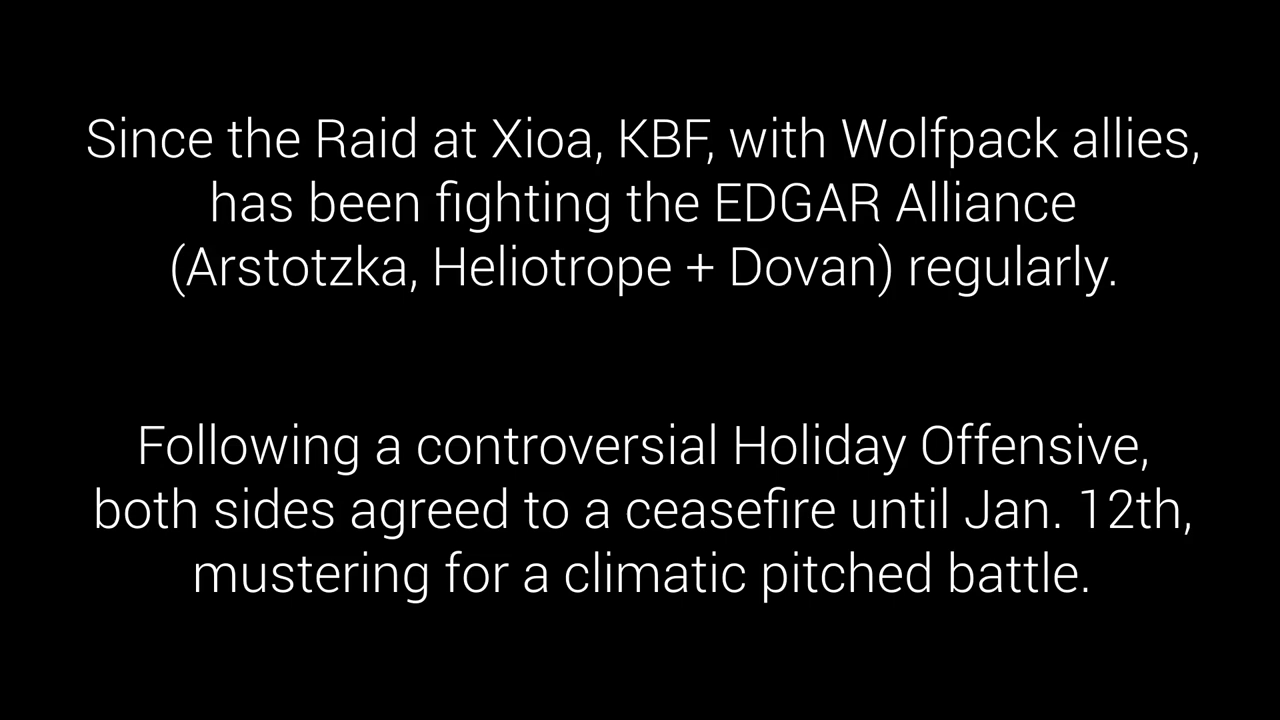 Since the Raid at Xioa, KBF, with Wolfpack allies,
has been fighting the EDGAR Alliance
(Arstotzka, Heliotrope + Dovan) regularly.
Following a controversial Holiday Offensive,
both sides agreed to a ceasefire until Jan. 12th,
mustering for a climatic pitched battle.